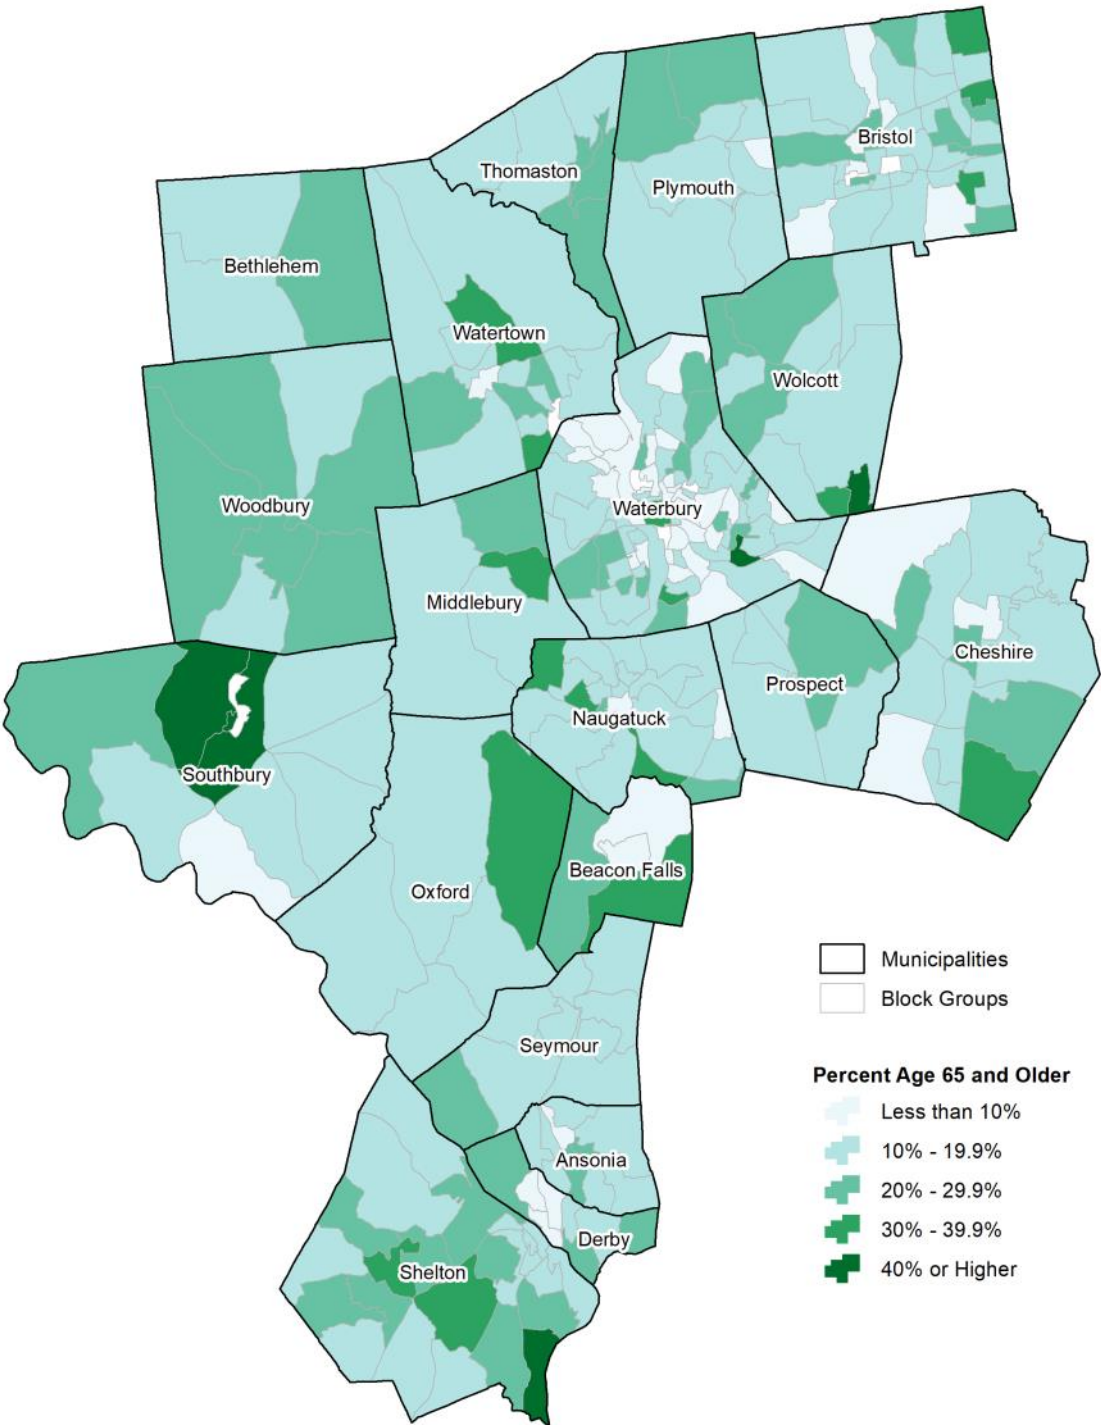 Bristol
Thomaston
Plymouth
Bethlehem
Watertown
Wolcott
Woodbury
Waterbury
Middlebury
Cheshire
Prospect
Naugatuck
Southbury
Beacon Falls
Oxford
Municipalities
Block Groups
Seymour
Percent Age 65 and Older
Less than 10%
10% - 19.9%
Ansonia
20% - 29.9%
30% - 39.9%
Derby
40% or Higher
Shelton